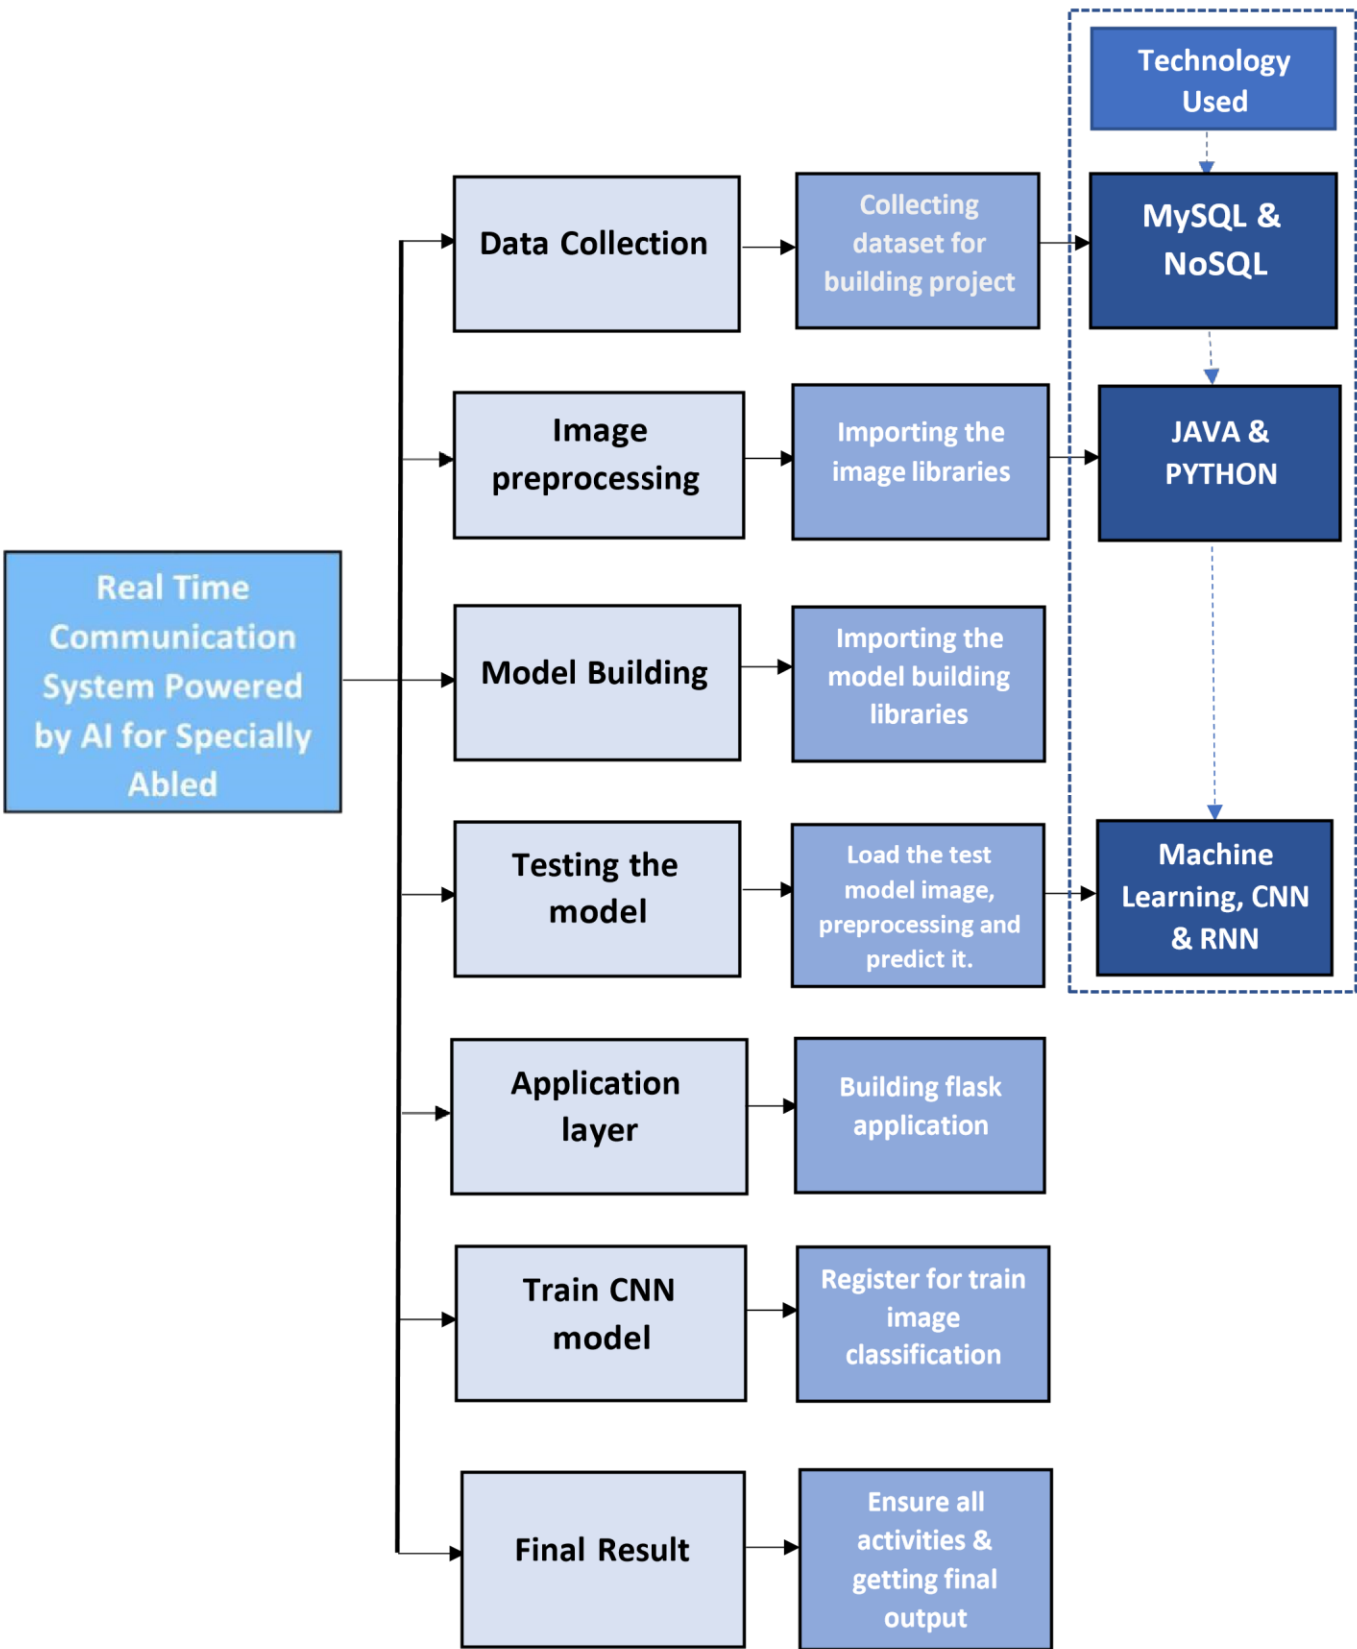 Technology
Used
Data Collection
Collecting
dataset for
building project
MySQL &
NoSQL
Image
preprocessing
Importing the
image libraries
JAVA &
PYTHON
Real Time
Communication
System Powered
by AI for Specially
Abled
Model Building
Importing the
model building
libraries
Testing the
model
Load the test
model image,
preprocessing and
predict it.
Machine
Learning, CNN
& RNN
Application
layer
Building flask
application
Train CNN
model
Register for train
image
classification
Final Result
Ensure all
activities &
getting final
output